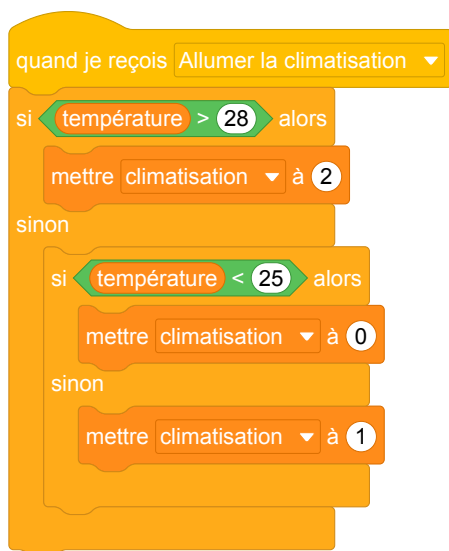 quand je reçois Allumer la climatisation
si température > 28 alors
mettre climatisation à 2
sinon
si température < 25 alors
mettre climatisation à 0
sinon
mettre climatisation à 1